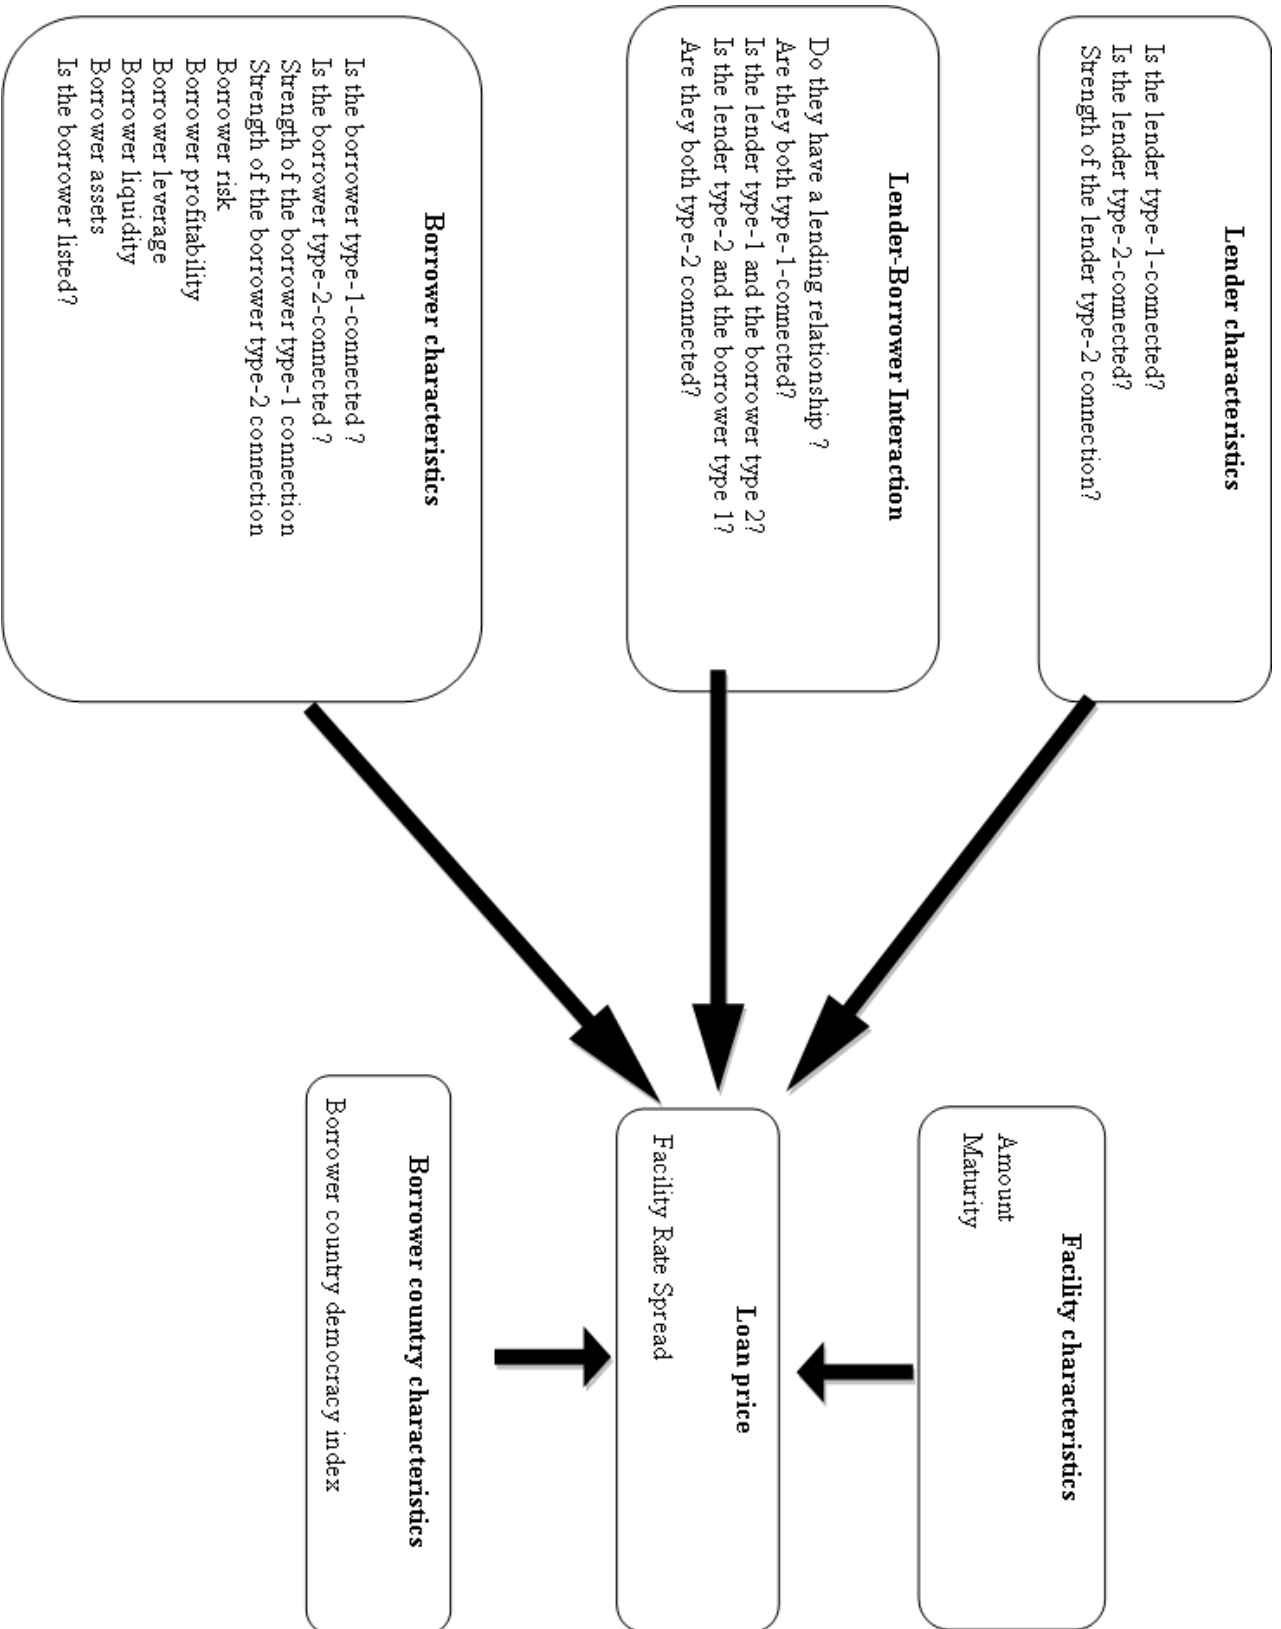 Lender characteristics
Is the lender type-1-connected?
Is the lender type-2-connected?
Strength of the lender type-2 connection?
Lender-Borrower Interaction
Do they have a lending relationship ?
Are they both type-1-connected?
Is the lender type-1 and the borrower type 2?
Is the lender type-2 and the borrower type 1?
Are they both type-2 connected?
Borrower characteristics
Is the borrower type-1-connected ?
Is the borrower type-2-connected ?
Strength of the borrower type-1 connection
Strength of the borrower type-2 connection
Borrower risk
Borrower profitability
Borrower leverage
Borrower liquidity
Borrower assets
Is the borrower listed?
Facility characteristics
Amount
Maturity
Loan price
Facility Rate Spread
Borrower country characteristics
Borrower country democracy index